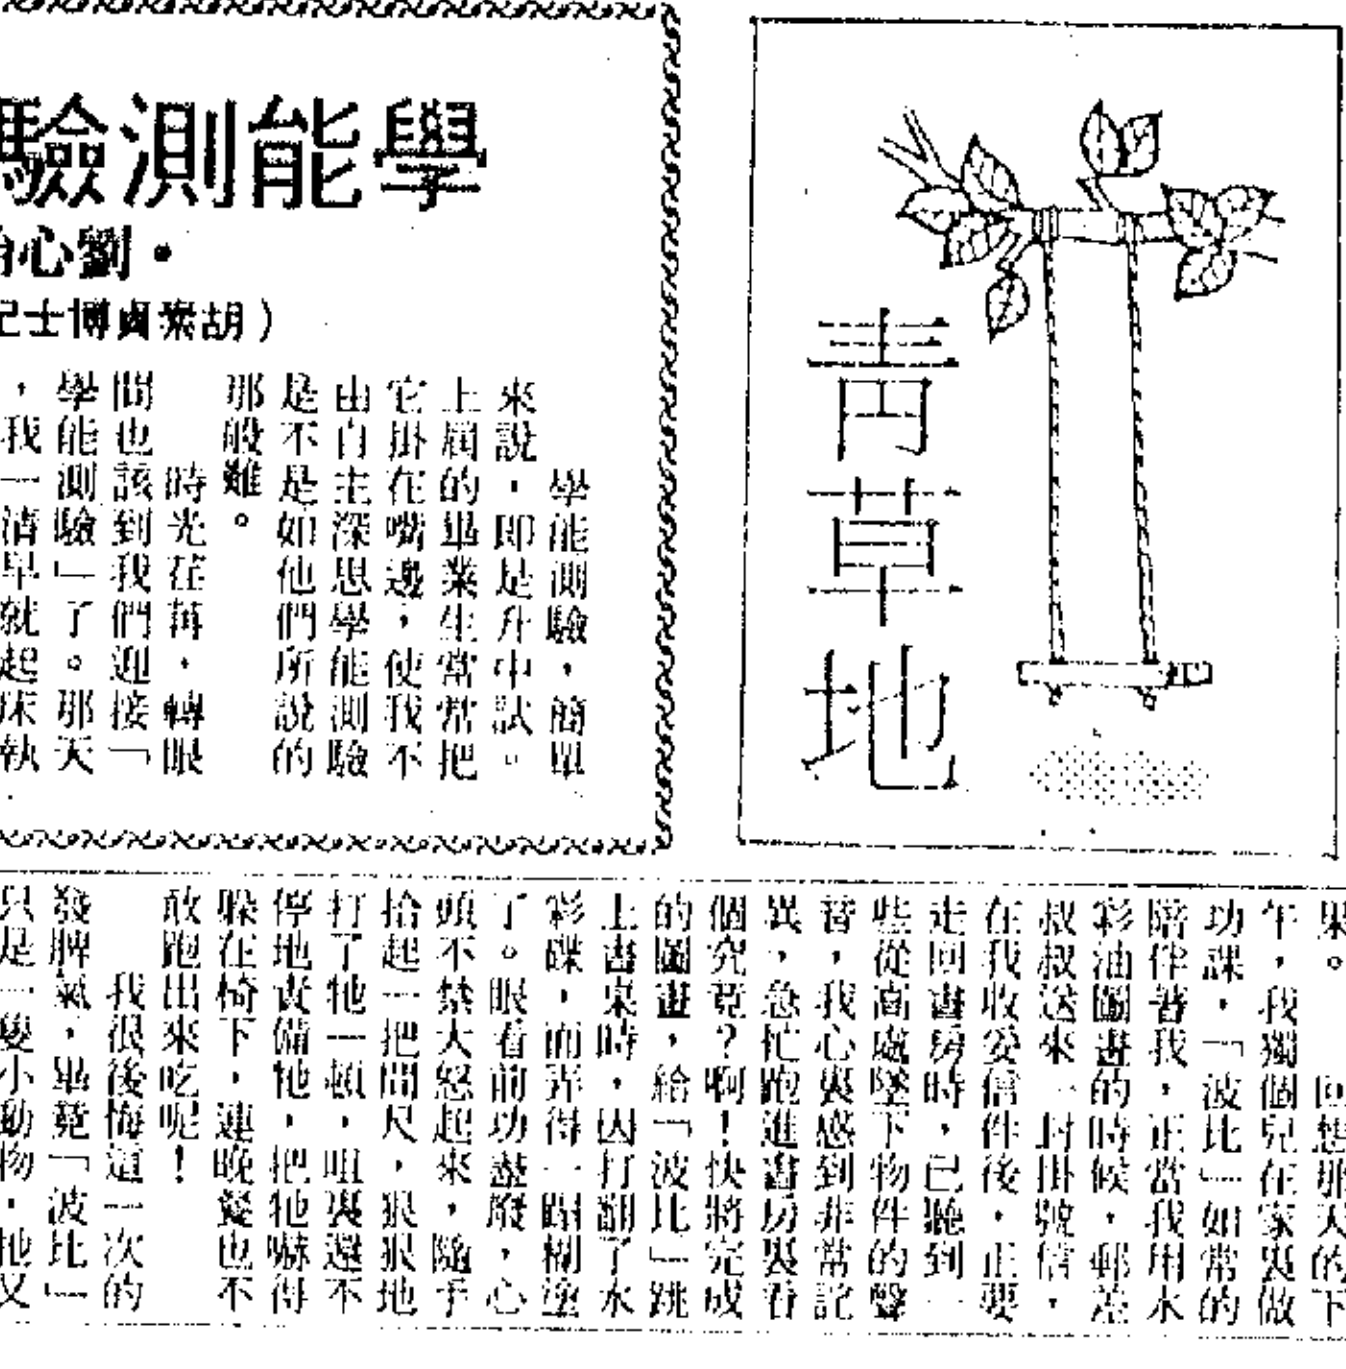 青草地
學能測驗
・劉心
（胡素貞博士紀
學能測驗，簡單
來說，即是升中試。
上屆的畢業生常常把
它掛在嘴邊，使我不
由自主深思學能測驗
是不是如他們所說的
那般難。
時光荏苒，轉眼
間也該到我們迎接「
學能測驗」了。那天
，我一清早就起床執
果。
回想那天的下
午，我獨個兒在家裏做
功課，「波比」如常的
陪伴著我，正當我用水
彩油圖畫的時候，郵差
叔叔送來一封掛號信，
在我收妥信件後，正要
走回書房時，已聽到一
些從高處墜下物件的聲
音，我心裏感到非常詫
異，急忙跑進書房裏看
個究竟？啊！快將完成
的圖畫，給「波比」跳
上書桌時，因打翻了水
彩碟，而弄得一蹋糊塗
了。眼看前功盡廢，心
頭不禁大怒起來，隨手
拾起一把間尺，狠狠地
打了牠一頓，咀裏還不
停地責備牠，把牠嚇得
躲在椅下，連晚餐也不
敢跑出來吃呢！
我很後悔這一次的
發脾氣，畢竟「波比」
只是一隻小動物，牠又